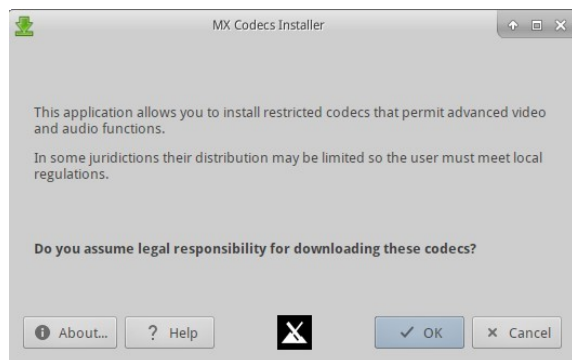 MX Codecs Installer
This application allows you to install restricted codecs that permit advanced video
and audio functions.
In some juridictions their distribution may be limited so the user must meet local
regulations.
Do you assume legal responsibility for downloading these codecs?
About... ? Help OK Cancel